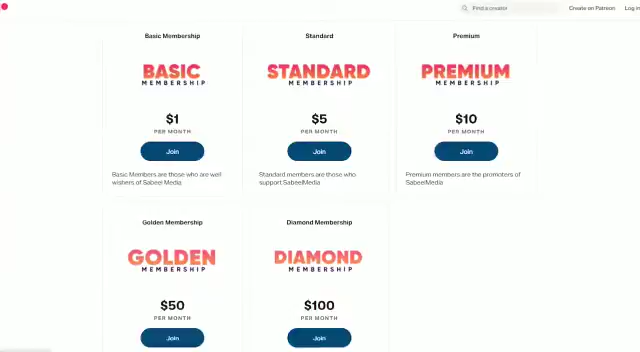 Find a creator
Create on Patreon
Log in
Basic Membership
BASIC
MEMBERSHIP
$1
PER MONTH
Join
Basic Members are those who are well
wishers of Sabeel Media
Standard
STANDARD
MEMBERSHIP
$5
PER MONTH
Join
Standard members are those who
support SabeelMedia
Premium
PREMIUM
MEMBERSHIP
$10
PER MONTH
Join
Premium members are the promoters of
SabeelMedia
Golden Membership
GOLDEN
MEMBERSHIP
$50
PER MONTH
Join
Diamond Membership
DIAMOND
MEMBERSHIP
$100
PER MONTH
Join